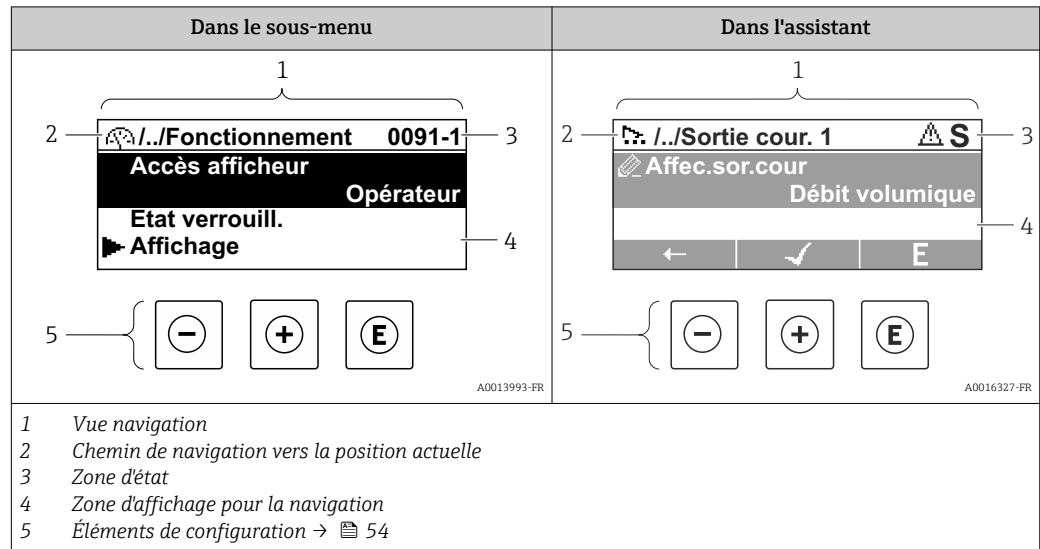 Dans le sous-menu
Dans l'assistant
1
2
/../Fonctionnement 0091-1
3
Accès afficheur
Opérateur
Etat verrouill.
Affichage
4
5
- + E
A0013993-FR
1
2
/../Sortie cour. 1 S
3
Affec.sor.cour
Débit volumique
4
← ✓ E
5
- + E
A0016327-FR
1 Vue navigation
2 Chemin de navigation vers la position actuelle
3 Zone d'état
4 Zone d'affichage pour la navigation
5 Éléments de configuration → 54